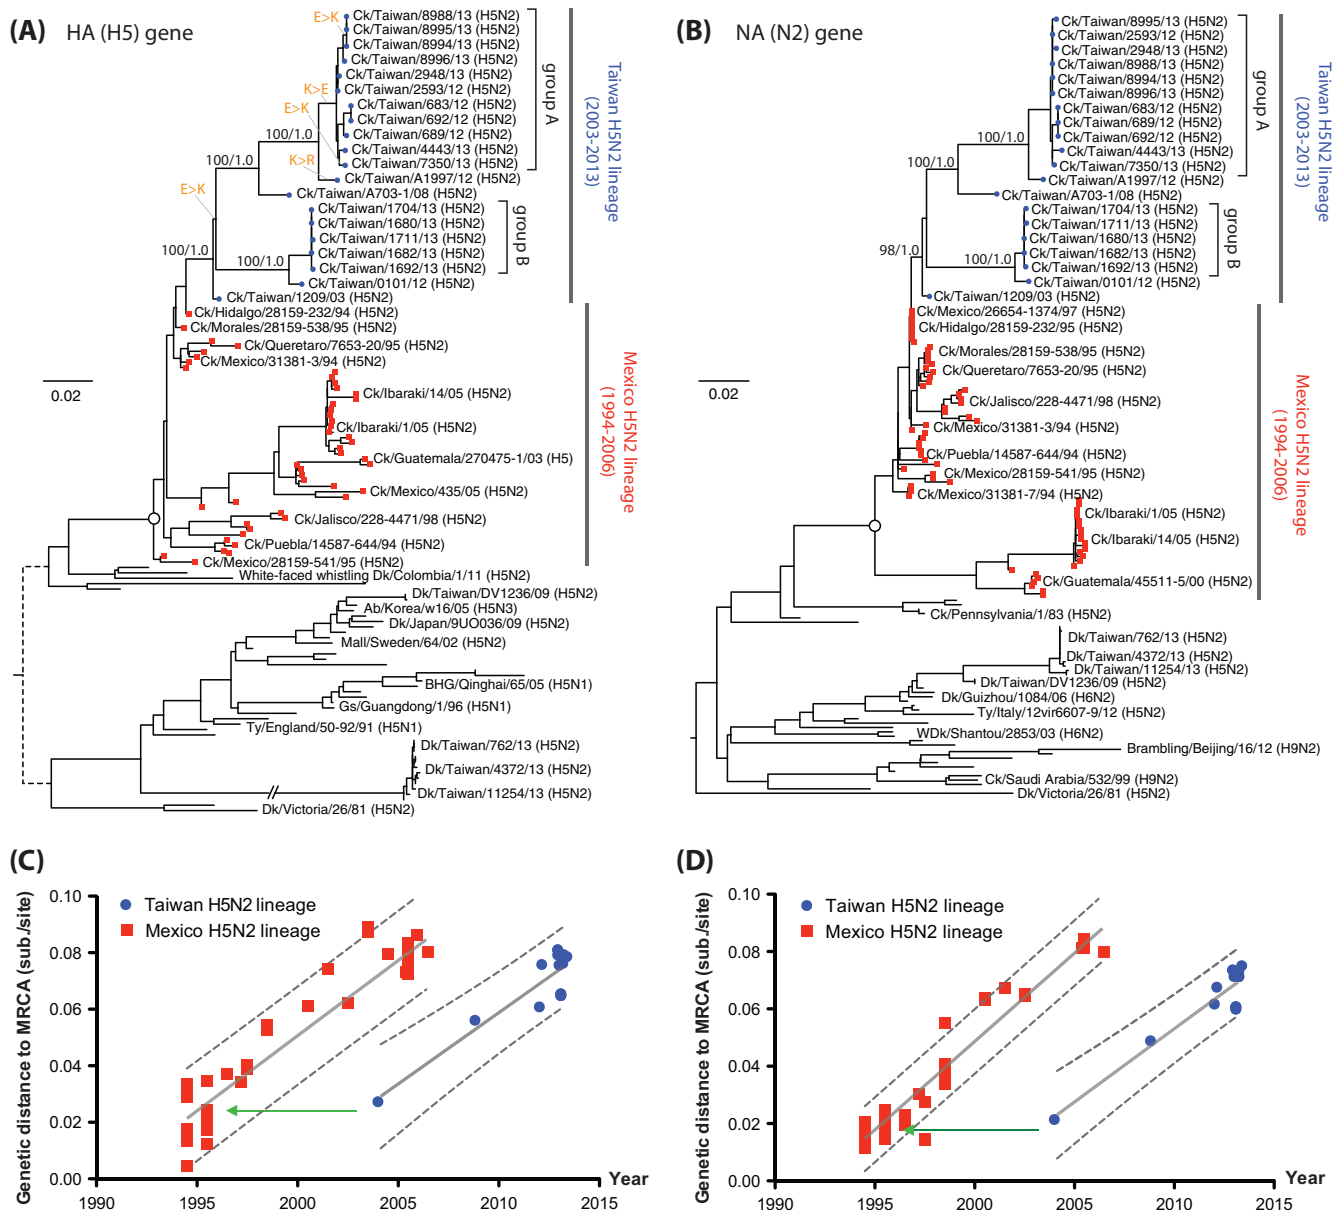 (A) HA (H5) gene
E>K
K>E
E>K
K>R
E>K
100/1.0
100/1.0
100/1.0
100/1.0
Ck/Taiwan/8988/13 (H5N2)
Ck/Taiwan/8995/13 (H5N2)
Ck/Taiwan/8994/13 (H5N2)
Ck/Taiwan/8996/13 (H5N2)
Ck/Taiwan/2948/13 (H5N2)
Ck/Taiwan/2593/12 (H5N2)
Ck/Taiwan/683/12 (H5N2)
Ck/Taiwan/692/12 (H5N2)
Ck/Taiwan/689/12 (H5N2)
Ck/Taiwan/4443/13 (H5N2)
Ck/Taiwan/7350/13 (H5N2)
Ck/Taiwan/A1997/12 (H5N2)
Ck/Taiwan/A703-1/08 (H5N2)
Ck/Taiwan/1704/13 (H5N2)
Ck/Taiwan/1680/13 (H5N2)
Ck/Taiwan/1711/13 (H5N2)
Ck/Taiwan/1682/13 (H5N2)
Ck/Taiwan/1692/13 (H5N2)
Ck/Taiwan/0101/12 (H5N2)
Ck/Taiwan/1209/03 (H5N2)
Ck/Hidalgo/28159-232/94 (H5N2)
Ck/Morales/28159-538/95 (H5N2)
Ck/Queretaro/7653-20/95 (H5N2)
Ck/Mexico/31381-3/94 (H5N2)
Ck/Ibaraki/14/05 (H5N2)
Ck/Ibaraki/1/05 (H5N2)
Ck/Guatemala/270475-1/03 (H5)
Ck/Mexico/435/05 (H5N2)
Ck/Jalisco/228-4471/98 (H5N2)
Ck/Puebla/14587-644/94 (H5N2)
Ck/Mexico/28159-541/95 (H5N2)
White-faced whistling Dk/Colombia/1/11 (H5N2)
Dk/Taiwan/DV1236/09 (H5N2)
Ab/Korea/w16/05 (H5N3)
Dk/Japan/9UO036/09 (H5N2)
Mall/Sweden/64/02 (H5N2)
BHG/Qinghai/65/05 (H5N1)
Gs/Guangdong/1/96 (H5N1)
Ty/England/50-92/91 (H5N1)
Dk/Taiwan/762/13 (H5N2)
Dk/Taiwan/4372/13 (H5N2)
Dk/Taiwan/11254/13 (H5N2)
Dk/Victoria/26/81 (H5N2)
group A
group B
Taiwan H5N2 lineage
(2003-2013)
Mexico H5N2 lineage
(1994-2006)
0.02
(B) NA (N2) gene
100/1.0
100/1.0
98/1.0
100/1.0
Ck/Taiwan/8995/13 (H5N2)
Ck/Taiwan/2593/12 (H5N2)
Ck/Taiwan/2948/13 (H5N2)
Ck/Taiwan/8988/13 (H5N2)
Ck/Taiwan/8994/13 (H5N2)
Ck/Taiwan/8996/13 (H5N2)
Ck/Taiwan/683/12 (H5N2)
Ck/Taiwan/689/12 (H5N2)
Ck/Taiwan/692/12 (H5N2)
Ck/Taiwan/4443/13 (H5N2)
Ck/Taiwan/7350/13 (H5N2)
Ck/Taiwan/A1997/12 (H5N2)
Ck/Taiwan/A703-1/08 (H5N2)
Ck/Taiwan/1704/13 (H5N2)
Ck/Taiwan/1711/13 (H5N2)
Ck/Taiwan/1680/13 (H5N2)
Ck/Taiwan/1682/13 (H5N2)
Ck/Taiwan/1692/13 (H5N2)
Ck/Taiwan/0101/12 (H5N2)
Ck/Taiwan/1209/03 (H5N2)
Ck/Mexico/26654-1374/97 (H5N2)
Ck/Hidalgo/28159-232/95 (H5N2)
Ck/Morales/28159-538/95 (H5N2)
Ck/Queretaro/7653-20/95 (H5N2)
Ck/Jalisco/228-4471/98 (H5N2)
Ck/Mexico/31381-3/94 (H5N2)
Ck/Puebla/14587-644/94 (H5N2)
Ck/Mexico/28159-541/95 (H5N2)
Ck/Mexico/31381-7/94 (H5N2)
Ck/Ibaraki/1/05 (H5N2)
Ck/Ibaraki/14/05 (H5N2)
Ck/Guatemala/45511-5/00 (H5N2)
Ck/Pennsylvania/1/83 (H5N2)
Dk/Taiwan/762/13 (H5N2)
Dk/Taiwan/4372/13 (H5N2)
Dk/Taiwan/11254/13 (H5N2)
Dk/Taiwan/DV1236/09 (H5N2)
Dk/Guizhou/1084/06 (H6N2)
Ty/Italy/12vir6607-9/12 (H5N2)
WDk/Shantou/2853/03 (H6N2)
Brambling/Beijing/16/12 (H9N2)
Ck/Saudi Arabia/532/99 (H9N2)
Dk/Victoria/26/81 (H5N2)
group A
group B
Taiwan H5N2 lineage
(2003-2013)
Mexico H5N2 lineage
(1994-2006)
0.02
(C)
Genetic distance to MRCA (sub./site)
0.10
0.08
0.06
0.04
0.02
0.00
Taiwan H5N2 lineage
Mexico H5N2 lineage
1990 1995 2000 2005 2010 2015
Year
(D)
Genetic distance to MRCA (sub./site)
0.10
0.08
0.06
0.04
0.02
0.00
Taiwan H5N2 lineage
Mexico H5N2 lineage
1990 1995 2000 2005 2010 2015
Year